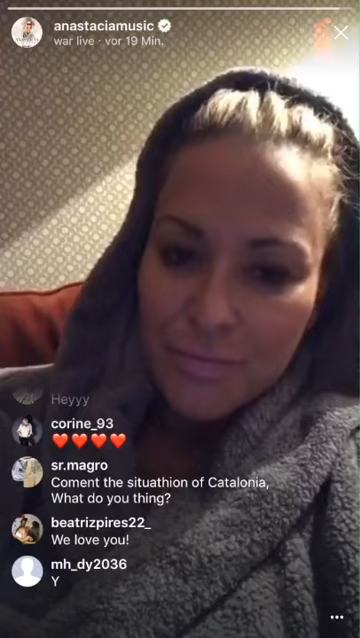 anastaciamusic
war live · vor 19 Min.
Heyyy
corine_93
❤️❤️❤️❤️
sr.magro
Coment the situathion of Catalonia,
What do you thing?
beatrizpires22_
We love you!
mh_dy2036
Y